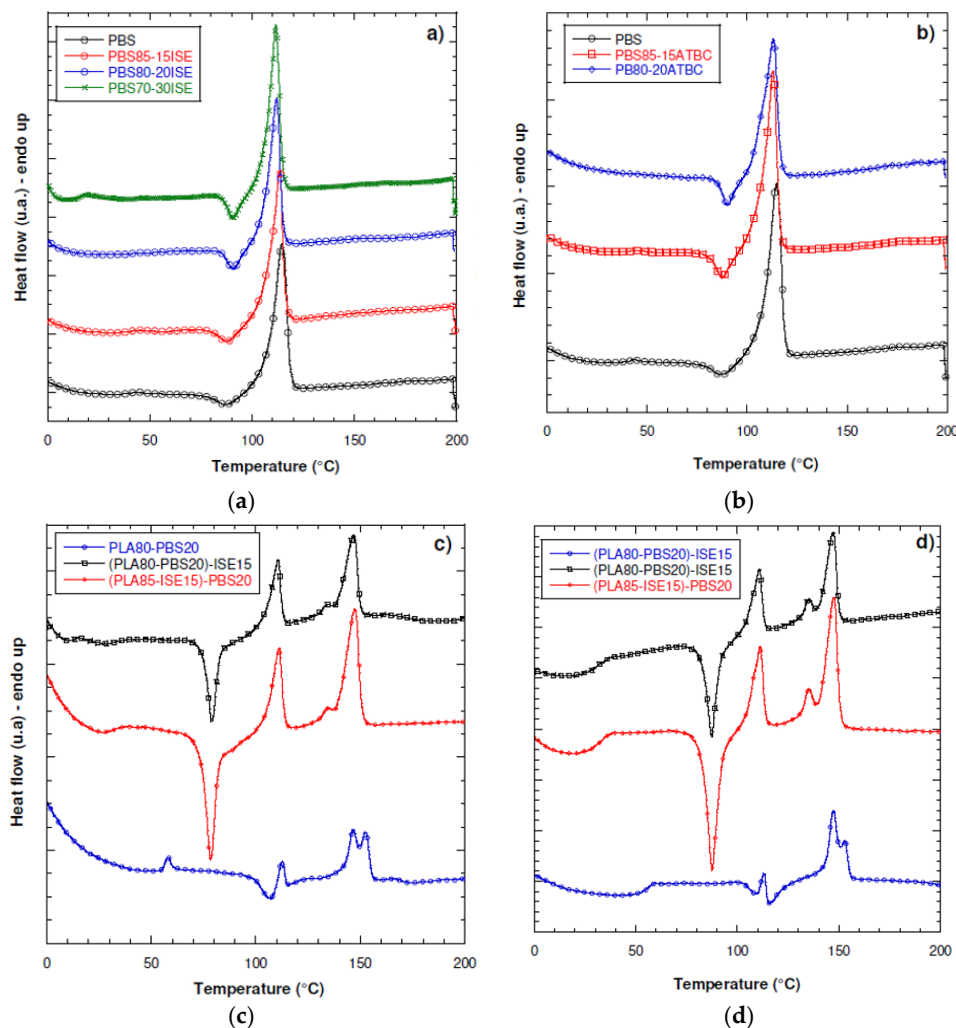 a)
PBS
PBS85-15ISE
PBS80-20ISE
PBS70-30ISE
Heat flow (u.a.) - endo up
0 50 100 150 200
Temperature (°C)
(a)
b)
PBS
PBS85-15ATBC
PB80-20ATBC
Heat flow (u.a.) - endo up
0 50 100 150 200
Temperature (°C)
(b)
c)
PLA80-PBS20
(PLA80-PBS20)-ISE15
(PLA85-ISE15)-PBS20
Heat flow (u.a) - endo up
0 50 100 150 200
Temperature (°C)
(c)
d)
(PLA80-PBS20)-ISE15
(PLA80-PBS20)-ISE15
(PLA85-ISE15)-PBS20
0 50 100 150 200
Temperature (°C)
(d)